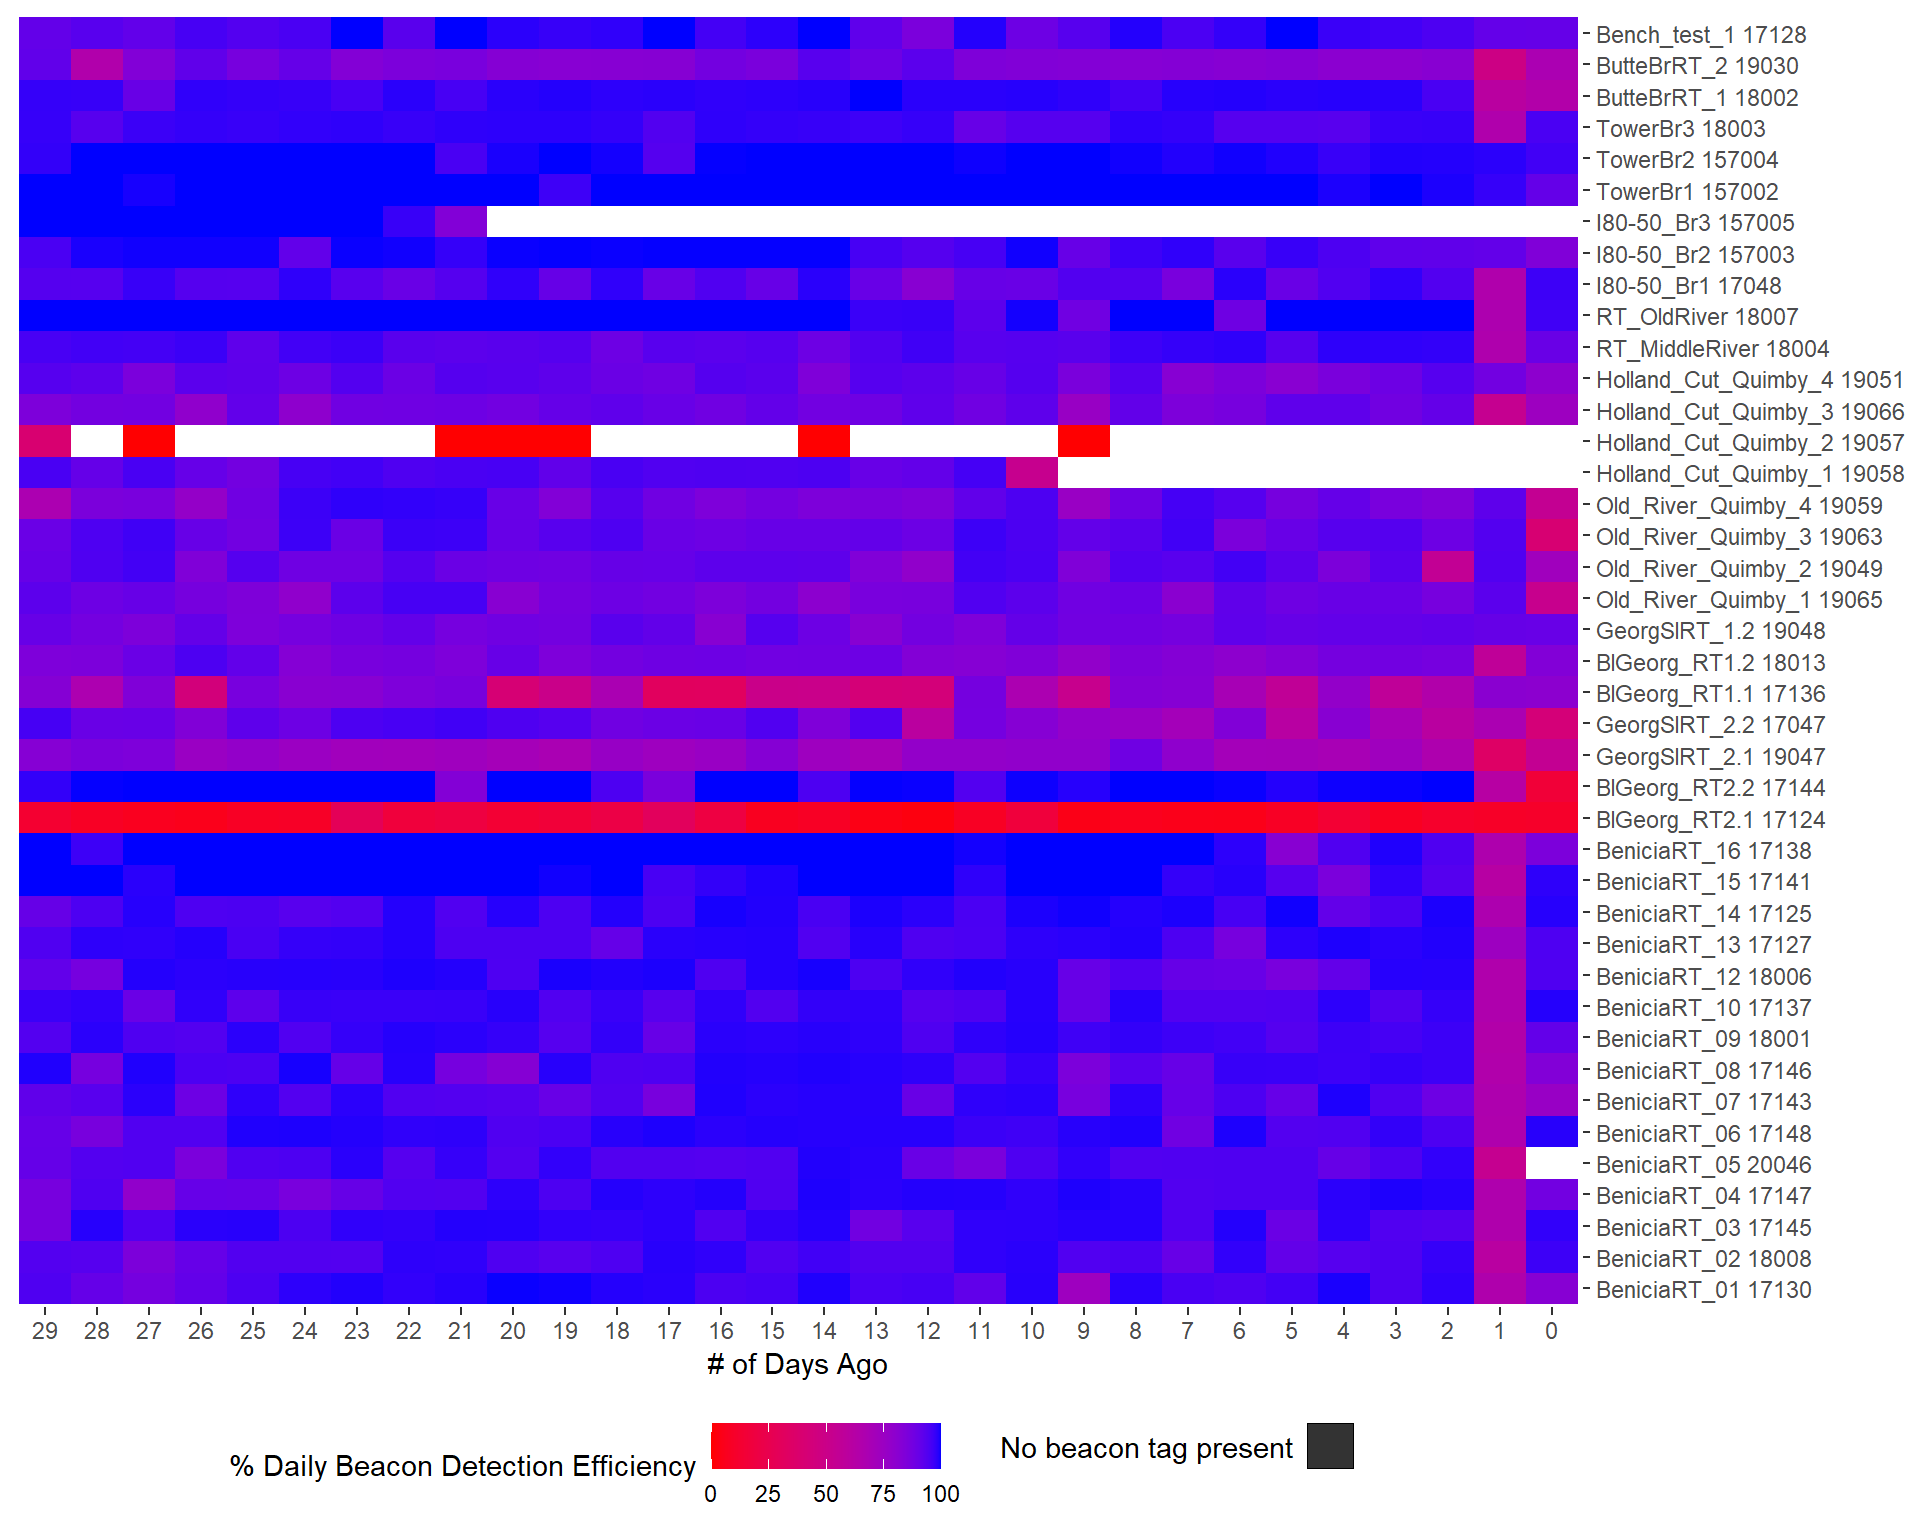 Bench_test_1 17128
ButteBrRT_2 19030
ButteBrRT_1 18002
TowerBr3 18003
TowerBr2 157004
TowerBr1 157002
I80-50_Br3 157005
I80-50_Br2 157003
I80-50_Br1 17048
RT_OldRiver 18007
RT_MiddleRiver 18004
Holland_Cut_Quimby_4 19051
Holland_Cut_Quimby_3 19066
Holland_Cut_Quimby_2 19057
Holland_Cut_Quimby_1 19058
Old_River_Quimby_4 19059
Old_River_Quimby_3 19063
Old_River_Quimby_2 19049
Old_River_Quimby_1 19065
GeorgSlRT_1.2 19048
BlGeorg_RT1.2 18013
BlGeorg_RT1.1 17136
GeorgSlRT_2.2 17047
GeorgSlRT_2.1 19047
BlGeorg_RT2.2 17144
BlGeorg_RT2.1 17124
BeniciaRT_16 17138
BeniciaRT_15 17141
BeniciaRT_14 17125
BeniciaRT_13 17127
BeniciaRT_12 18006
BeniciaRT_10 17137
BeniciaRT_09 18001
BeniciaRT_08 17146
BeniciaRT_07 17143
BeniciaRT_06 17148
BeniciaRT_05 20046
BeniciaRT_04 17147
BeniciaRT_03 17145
BeniciaRT_02 18008
BeniciaRT_01 17130
29 28 27 26 25 24 23 22 21 20 19 18 17 16 15 14 13 12 11 10 9 8 7 6 5 4 3 2 1 0
# of Days Ago
% Daily Beacon Detection Efficiency
0 25 50 75 100
No beacon tag present